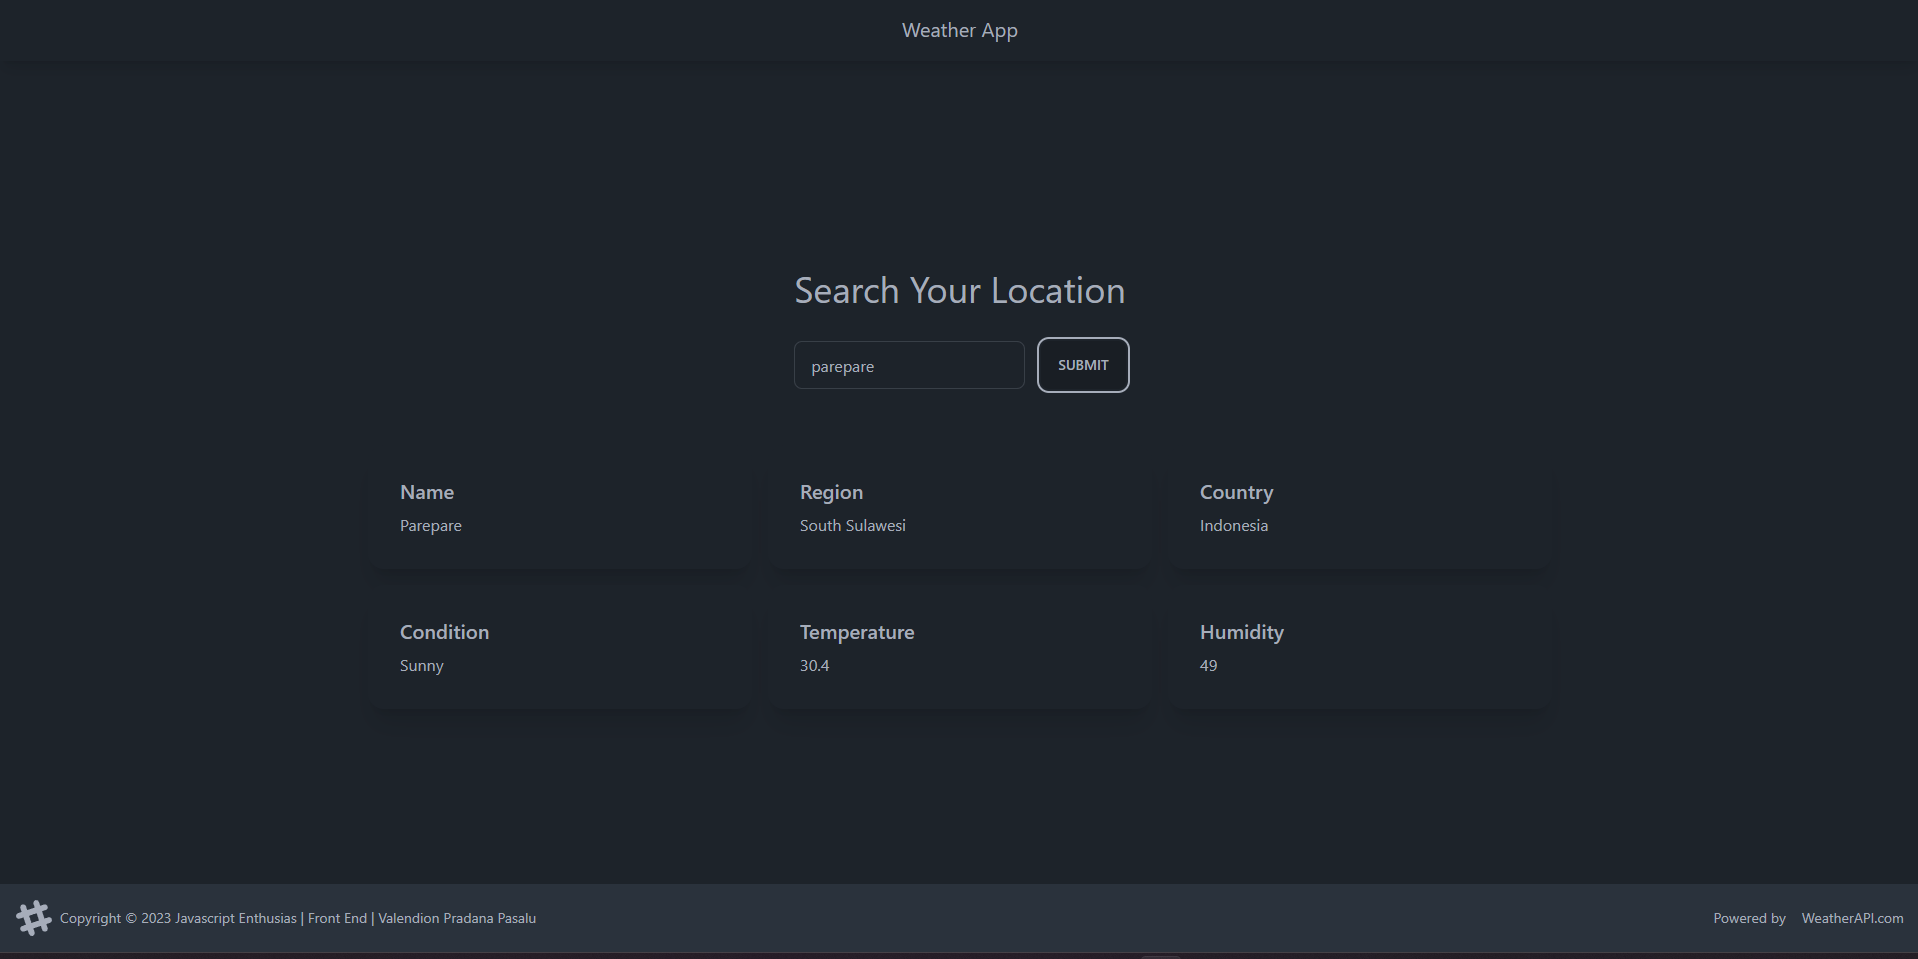 Weather App
Search Your Location
parepare SUBMIT
Name Region Country
Parepare South Sulawesi Indonesia
Condition Temperature Humidity
Sunny 30.4 49
Copyright © 2023 Javascript Enthusias | Front End | Valendion Pradana Pasalu Powered by WeatherAPI.com